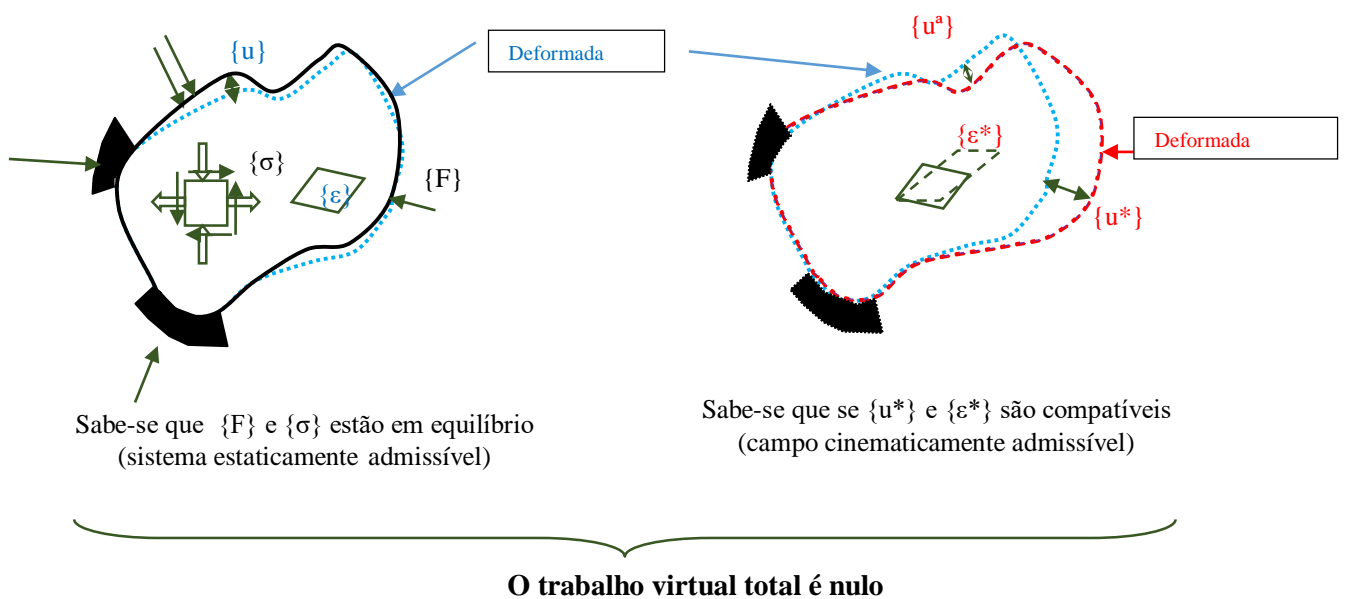 {u}
Deformada
{σ}
{ε}
{F}
Sabe-se que {F} e {σ} estão em equilíbrio
(sistema estaticamente admissível)
{uª}
{ε*}
Deformada
{u*}
Sabe-se que se {u*} e {ε*} são compatíveis
(campo cinematicamente admissível)
O trabalho virtual total é nulo